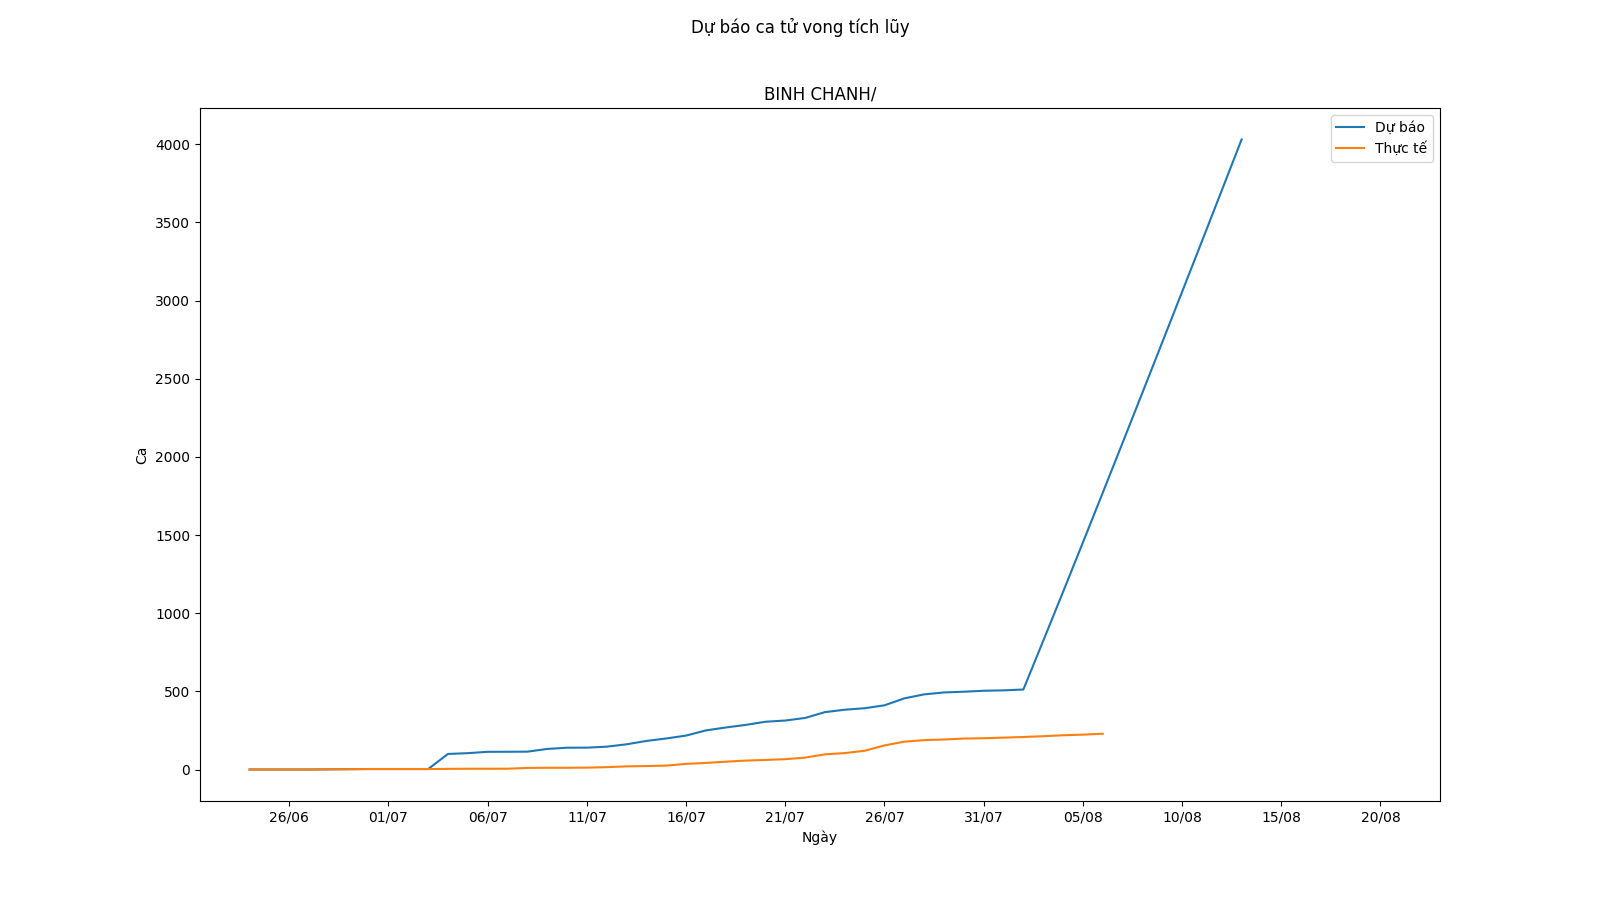 Dự báo ca tử vong tích lũy
BINH CHANH/
Dự báo
Thực tế
4000
3500
3000
2500
2000
1500
1000
500
0
Ca
26/06 01/07 06/07 11/07 16/07 21/07 26/07 31/07 05/08 10/08 15/08 20/08
Ngày